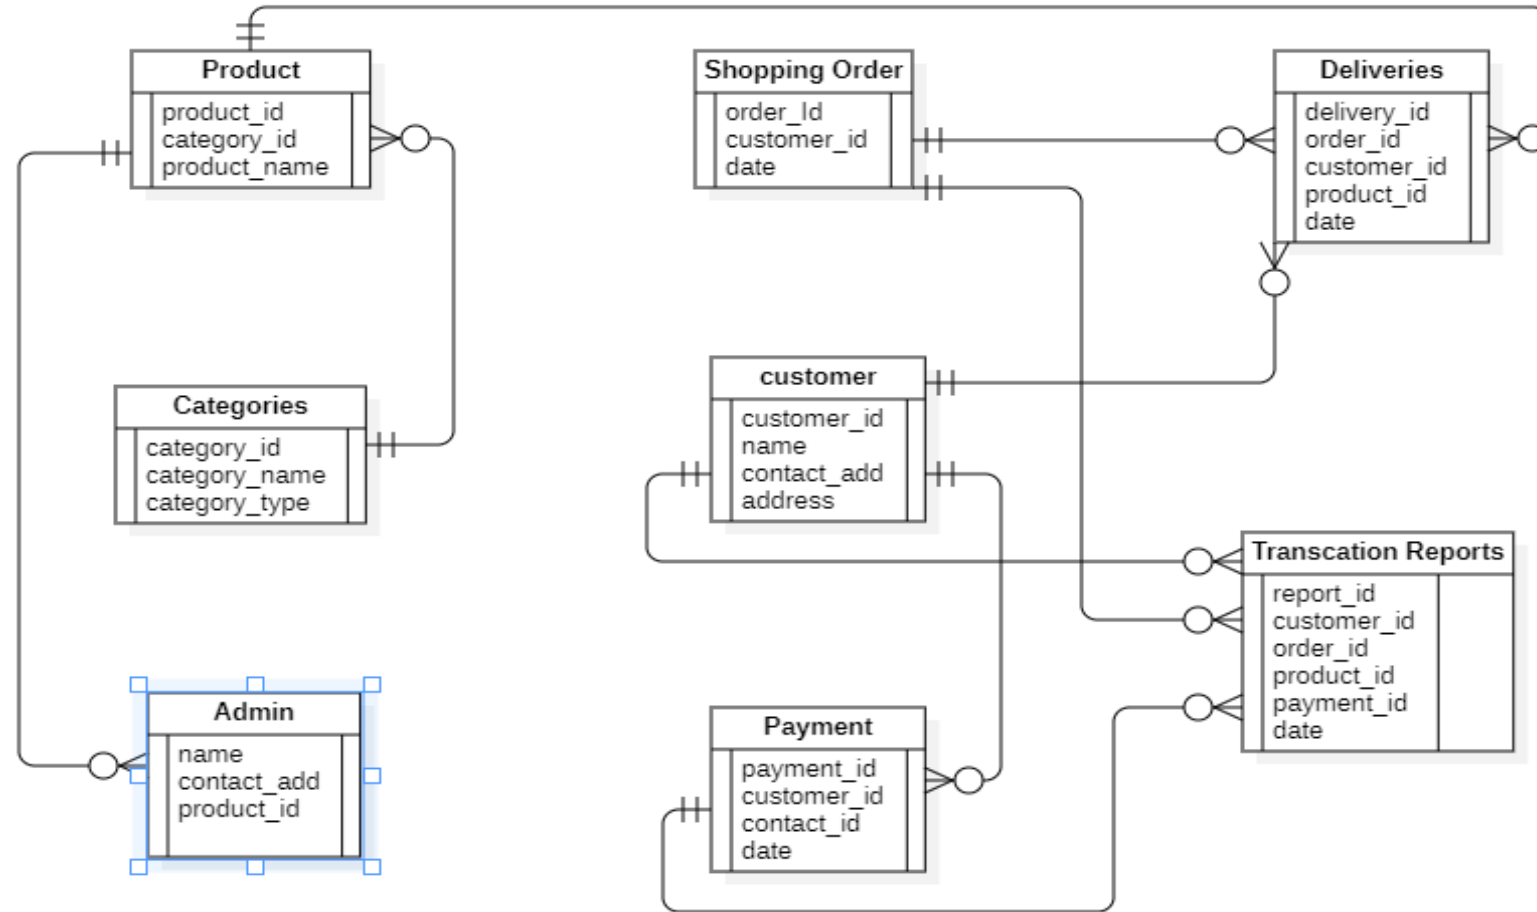 Product
product_id
category_id
product_name
Shopping Order
order_Id
customer_id
date
Deliveries
delivery_id
order_id
customer_id
product_id
date
Categories
category_id
category_name
category_type
customer
customer_id
name
contact_add
address
Transcation Reports
report_id
customer_id
order_id
product_id
payment_id
date
Admin
name
contact_add
product_id
Payment
payment_id
customer_id
contact_id
date